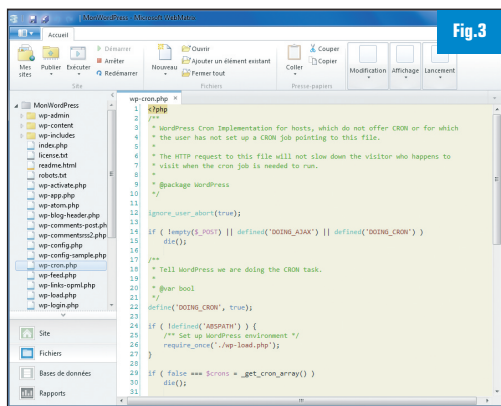 MonWordPress - Microsoft WebMatrix
Fig.3
Accueil
Mes sites
Publier
Exécuter
Démarrer
Arrêter
Redémarrer
Site
Nouveau
Ouvrir
Ajouter un élément existant
Fermer tout
Fichiers
Coller
Couper
Copier
Presse-papiers
Modification
Affichage
Lancement
MonWordPress
wp-admin
wp-content
wp-includes
index.php
license.txt
readme.html
robots.txt
wp-activate.php
wp-app.php
wp-atom.php
wp-blog-header.php
wp-comments-post.ph
wp-commentsrss2.php
wp-config.php
wp-config-sample.php
wp-cron.php
wp-feed.php
wp-links-opml.php
wp-load.php
wp-login.php
Site
Fichiers
Bases de données
Rapports
wp-cron.php ×
1 <?php
2 /**
3 * WordPress Cron Implementation for hosts, which do not offer CRON or for which
4 * the user has not set up a CRON job pointing to this file.
5 *
6 * The HTTP request to this file will not slow down the visitor who happens to
7 * visit when the cron job is needed to run.
8 *
9 * @package WordPress
10 */
11
12 ignore_user_abort(true);
13
14 if ( !empty($_POST) || defined('DOING_AJAX') || defined('DOING_CRON') )
15 die();
16
17 /**
18 * Tell WordPress we are doing the CRON task.
19 *
20 * @var bool
21 */
22 define('DOING_CRON', true);
23
24 if ( !defined('ABSPATH') ) {
25 /** Set up WordPress environment */
26 require_once('./wp-load.php');
27 }
28
29 if ( false === $crons = _get_cron_array() )
30 die();
31